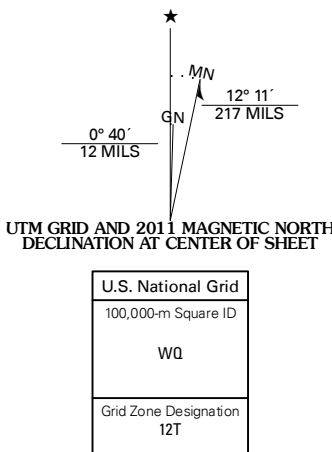 ★
MN
GN
12° 11´
217 MILS
0° 40´
12 MILS
UTM GRID AND 2011 MAGNETIC NORTH
DECLINATION AT CENTER OF SHEET
U.S. National Grid
100,000-m Square ID
WQ
Grid Zone Designation
12T